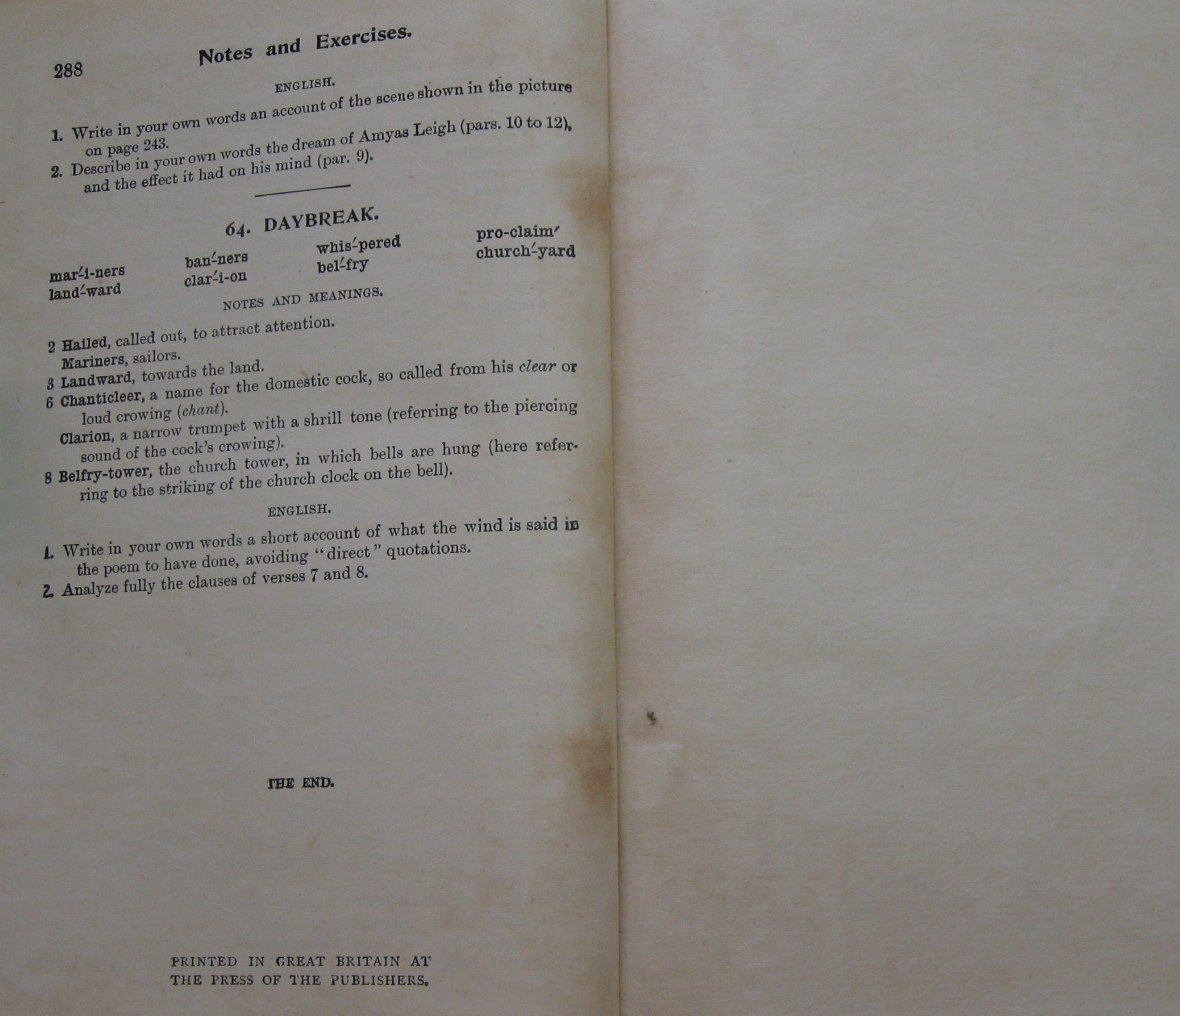 288 Notes and Exercises.
ENGLISH.
1. Write in your own words an account of the scene shown in the picture
on page 243.
2. Describe in your own words the dream of Amyas Leigh (pars. 10 to 12),
and the effect it had on his mind (par. 9).
64. DAYBREAK.
mar´-i-ners ban´-ners whis´-pered pro-claim´
land´-ward clar´-i-on bel´-fry church´-yard
NOTES AND MEANINGS.
2 Hailed, called out, to attract attention.
Mariners, sailors.
3 Landward, towards the land.
6 Chanticleer, a name for the domestic cock, so called from his clear or
loud crowing (chant).
Clarion, a narrow trumpet with a shrill tone (referring to the piercing
sound of the cock's crowing).
8 Belfry-tower, the church tower, in which bells are hung (here refer-
ring to the striking of the church clock on the bell).
ENGLISH.
1. Write in your own words a short account of what the wind is said in
the poem to have done, avoiding "direct" quotations.
2. Analyze fully the clauses of verses 7 and 8.
THE END.
PRINTED IN GREAT BRITAIN AT
THE PRESS OF THE PUBLISHERS.